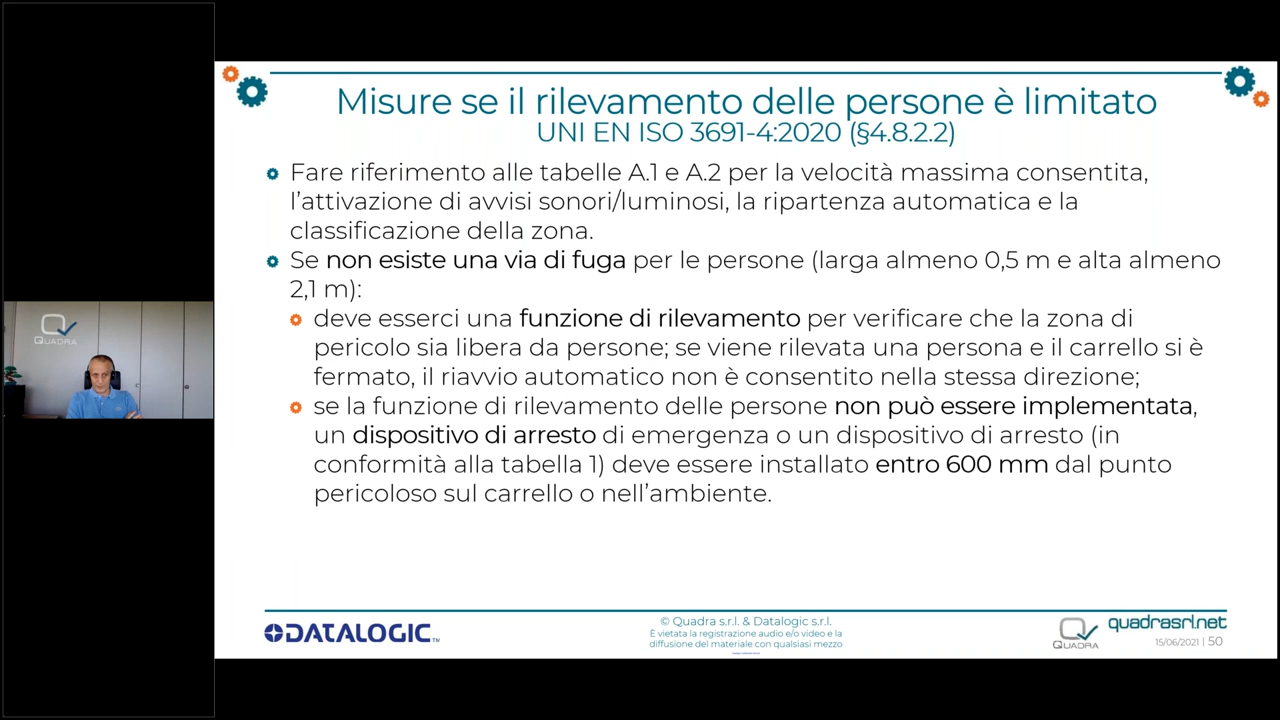 Misure se il rilevamento delle persone è limitato
UNI EN ISO 3691-4:2020 (§4.8.2.2)
Fare riferimento alle tabelle A.1 e A.2 per la velocità massima consentita,
l'attivazione di avvisi sonori/luminosi, la ripartenza automatica e la
classificazione della zona.
Se non esiste una via di fuga per le persone (larga almeno 0,5 m e alta almeno
2,1 m):
deve esserci una funzione di rilevamento per verificare che la zona di
pericolo sia libera da persone; se viene rilevata una persona e il carrello si è
fermato, il riavvio automatico non è consentito nella stessa direzione;
se la funzione di rilevamento delle persone non può essere implementata,
un dispositivo di arresto di emergenza o un dispositivo di arresto (in
conformità alla tabella 1) deve essere installato entro 600 mm dal punto
pericoloso sul carrello o nell'ambiente.
QUADRA
DATALOGIC™
© Quadra s.r.l. & Datalogic s.r.l.
È vietata la registrazione audio e/o video e la
diffusione del materiale con qualsiasi mezzo
QUADRA
quadrasrl.net
15/06/2021 | 50